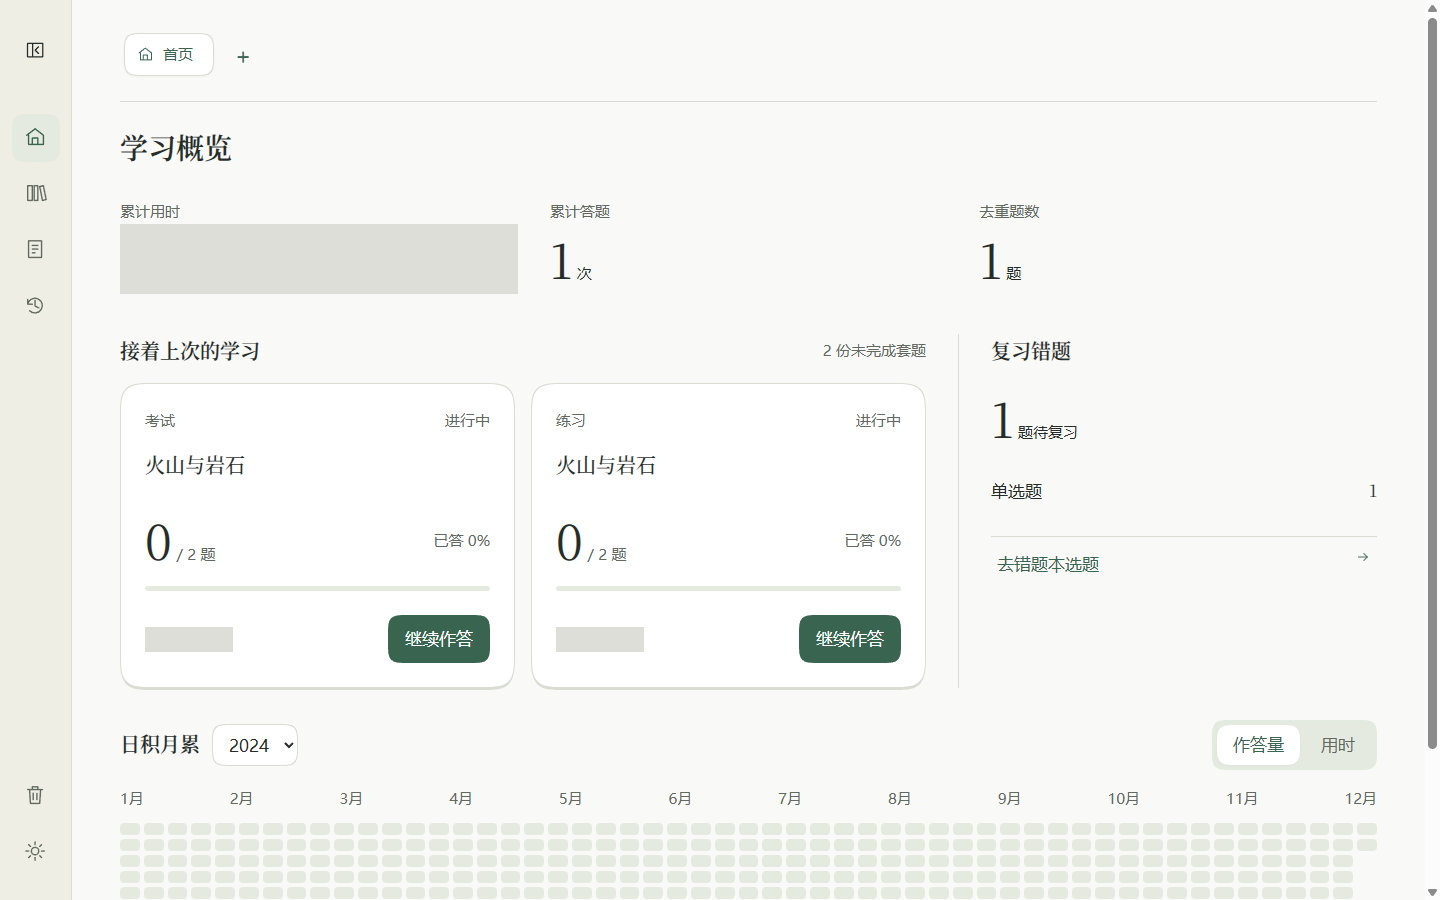 首页
+
学习概览
累计用时
累计答题
去重题数
1 次
1 题
接着上次的学习
2 份未完成套题
复习错题
考试
进行中
练习
进行中
1 题待复习
火山与岩石
火山与岩石
单选题
1
0 / 2 题
已答 0%
0 / 2 题
已答 0%
去错题本选题
继续作答
继续作答
日积月累
2024
作答量
用时
1月
2月
3月
4月
5月
6月
7月
8月
9月
10月
11月
12月